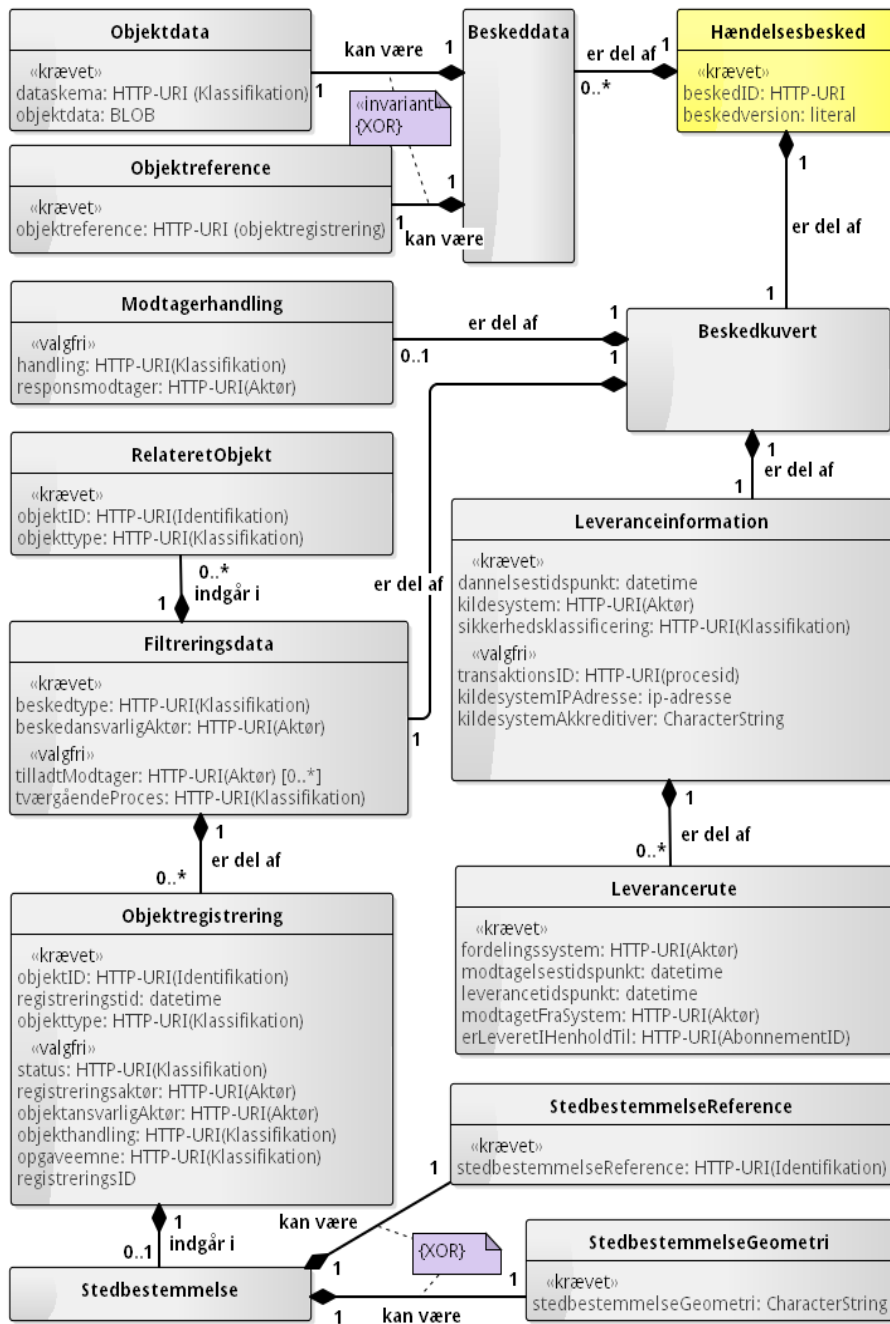 Objektdata
«krævet»
dataskema: HTTP-URI (Klassifikation)
objektdata: BLOB
kan være
1
1
«invariant»
{XOR}
Beskeddata
er del af
1
0..*
Hændelsesbesked
«krævet»
beskedID: HTTP-URI
beskedversion: literal
1
er del af
1
Objektreference
«krævet»
objektreference: HTTP-URI (objektregistrering)
1
1
kan være
Modtagerhandling
«valgfri»
handling: HTTP-URI(Klassifikation)
responsmodtager: HTTP-URI(Aktør)
er del af
1
0..1
1
Beskedkuvert
1
er del af
1
RelateretObjekt
«krævet»
objektID: HTTP-URI(Identifikation)
objekttype: HTTP-URI(Klassifikation)
0..*
indgår i
1
er del af
Leveranceinformation
«krævet»
dannelsestidspunkt: datetime
kildesystem: HTTP-URI(Aktør)
sikkerhedsklassificering: HTTP-URI(Klassifikation)
«valgfri»
transaktionsID: HTTP-URI(procesid)
kildesystemIPAdresse: ip-adresse
kildesystemAkkreditiver: CharacterString
Filtreringsdata
«krævet»
beskedtype: HTTP-URI(Klassifikation)
beskedansvarligAktør: HTTP-URI(Aktør)
«valgfri»
tilladtModtager: HTTP-URI(Aktør) [0..*]
tværgåendeProces: HTTP-URI(Klassifikation)
1
1
er del af
0..*
1
er del af
0..*
Objektregistrering
«krævet»
objektID: HTTP-URI(Identifikation)
registreringstid: datetime
objekttype: HTTP-URI(Klassifikation)
«valgfri»
status: HTTP-URI(Klassifikation)
registreringsaktør: HTTP-URI(Aktør)
objektansvarligAktør: HTTP-URI(Aktør)
objekthandling: HTTP-URI(Klassifikation)
opgaveemne: HTTP-URI(Klassifikation)
registreringsID
Leverancerute
«krævet»
fordelingssystem: HTTP-URI(Aktør)
modtagelsestidspunkt: datetime
leverancetidspunkt: datetime
modtagetFraSystem: HTTP-URI(Aktør)
erLeveretIHenholdTil: HTTP-URI(AbonnementID)
StedbestemmelseReference
«krævet»
stedbestemmelseReference: HTTP-URI(Identifikation)
1
indgår i
0..1
kan være
1
1
{XOR}
Stedbestemmelse
1
kan være
1
StedbestemmelseGeometri
«krævet»
stedbestemmelseGeometri: CharacterString